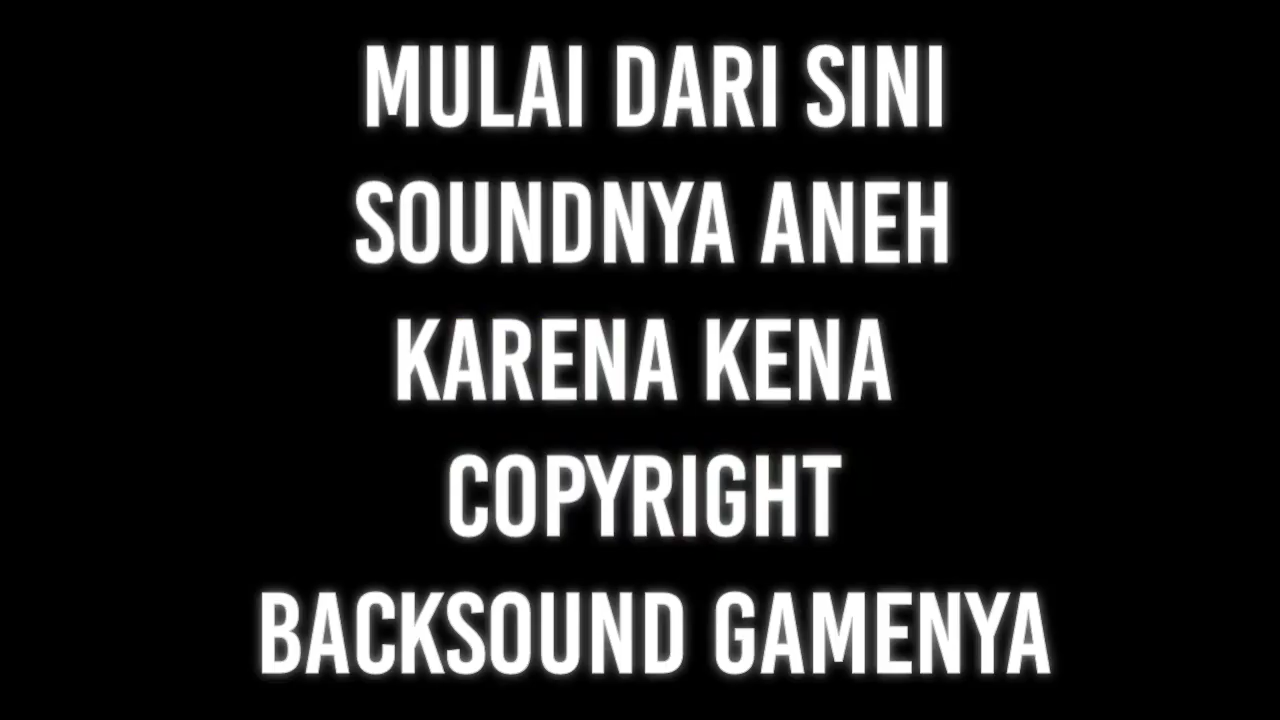 MULAI DARI SINI
SOUNDNYA ANEH
KARENA KENA
COPYRIGHT
BACKSOUND GAMENYA